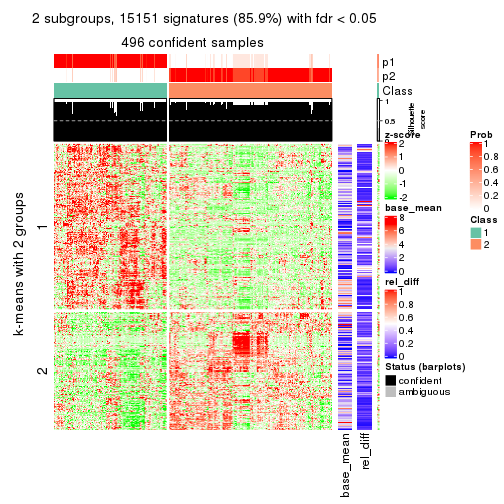 2 subgroups, 15151 signatures (85.9%) with fdr < 0.05
496 confident samples
p1
p2
Class
1
0.5
0
Silhouette
score
k-means with 2 groups
1
2
base_mean
rel_diff
z-score
2
1
0
-1
-2
base_mean
8
6
4
2
0
rel_diff
1
0.8
0.6
0.4
0.2
0
Status (barplots)
confident
ambiguous
Prob
1
0.8
0.6
0.4
0.2
0
Class
1
2